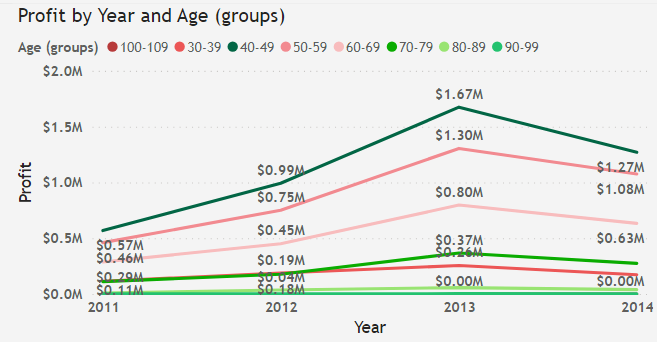 Profit by Year and Age (groups)
Age (groups) 100-109 30-39 40-49 50-59 60-69 70-79 80-89 90-99
$2.0M
$1.67M
$1.5M
$1.30M
$0.99M
$1.27M
$1.0M
$0.75M
$1.08M
$0.80M
$0.57M
$0.5M
$0.45M
$0.37M
$0.63M
$0.46M
$0.19M
$0.26M
$0.29M
$0.04M
$0.00M
$0.00M
$0.11M
$0.18M
$0.0M
2011 2012 2013 2014
Profit
Year